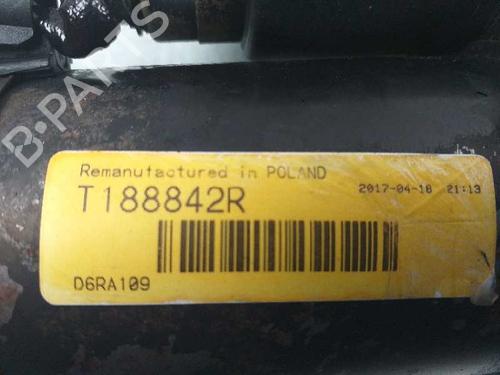 B-PARTS
Remanufactured in POLAND
T188842R
2017-04-18 21:13
D6RA109